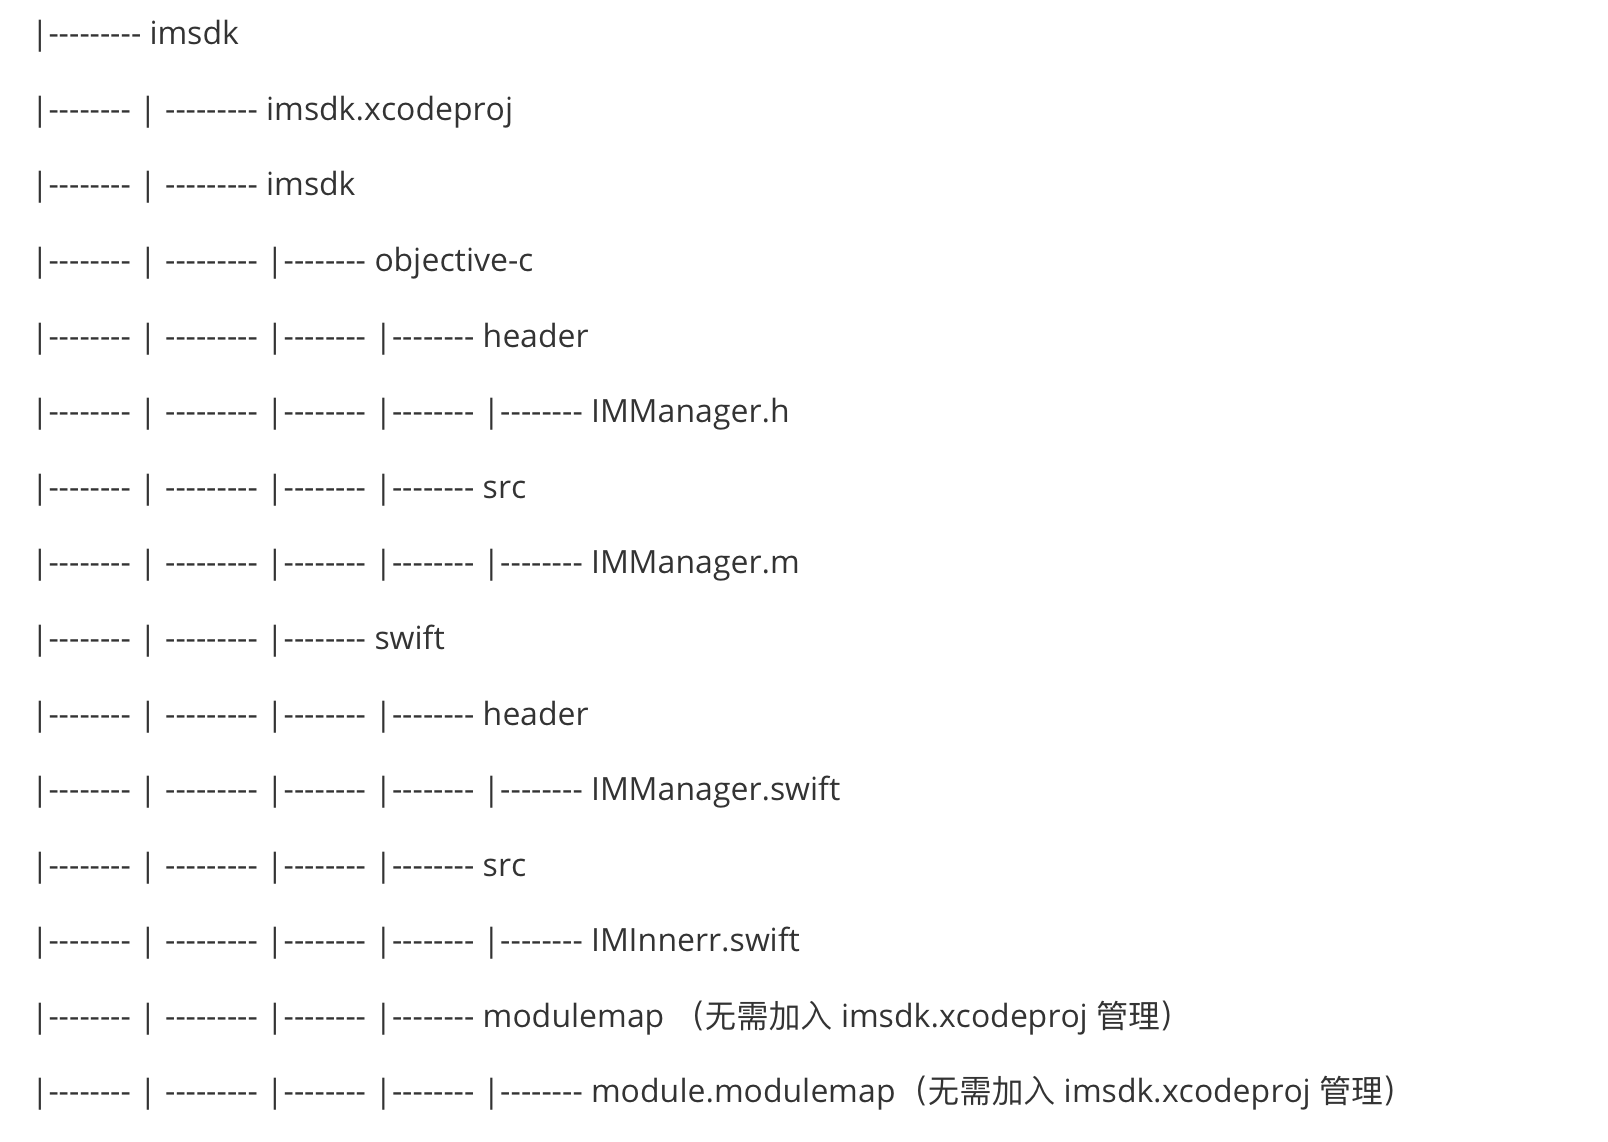 |--------- imsdk
|-------- | --------- imsdk.xcodeproj
|-------- | --------- imsdk
|-------- | --------- |-------- objective-c
|-------- | --------- |-------- |-------- header
|-------- | --------- |-------- |-------- |-------- IMManager.h
|-------- | --------- |-------- |-------- src
|-------- | --------- |-------- |-------- |-------- IMManager.m
|-------- | --------- |-------- swift
|-------- | --------- |-------- |-------- header
|-------- | --------- |-------- |-------- |-------- IMManager.swift
|-------- | --------- |-------- |-------- src
|-------- | --------- |-------- |-------- |-------- IMInnerr.swift
|-------- | --------- |-------- |-------- modulemap （无需加入 imsdk.xcodeproj 管理）
|-------- | --------- |-------- |-------- |-------- module.modulemap（无需加入 imsdk.xcodeproj 管理）